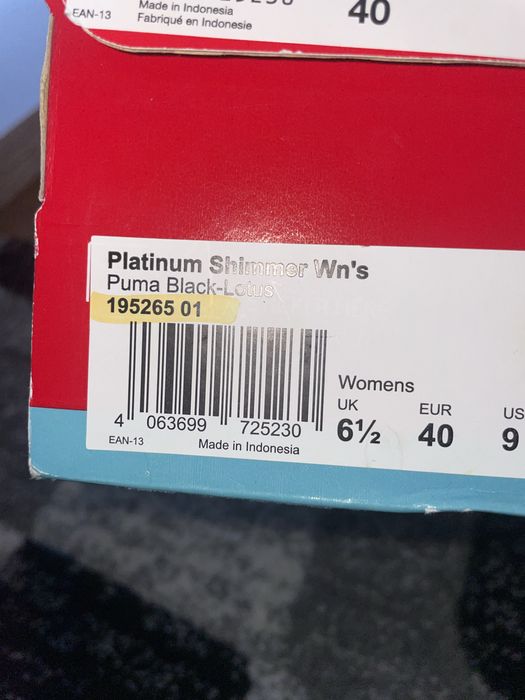 Made in Indonesia
40
EAN-13
Fabriqué en Indonesie
Platinum Shimmer Wn's
Puma Black-Lotus
195265 01
Womens
UK EUR US
6½ 40 9
4 063699 725230
EAN-13 Made in Indonesia